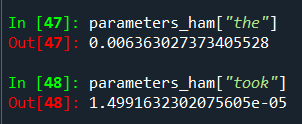 In [47]: parameters_ham["the"]
Out[47]: 0.006363027373405528
In [48]: parameters_ham["took"]
Out[48]: 1.4991632302075605e-05